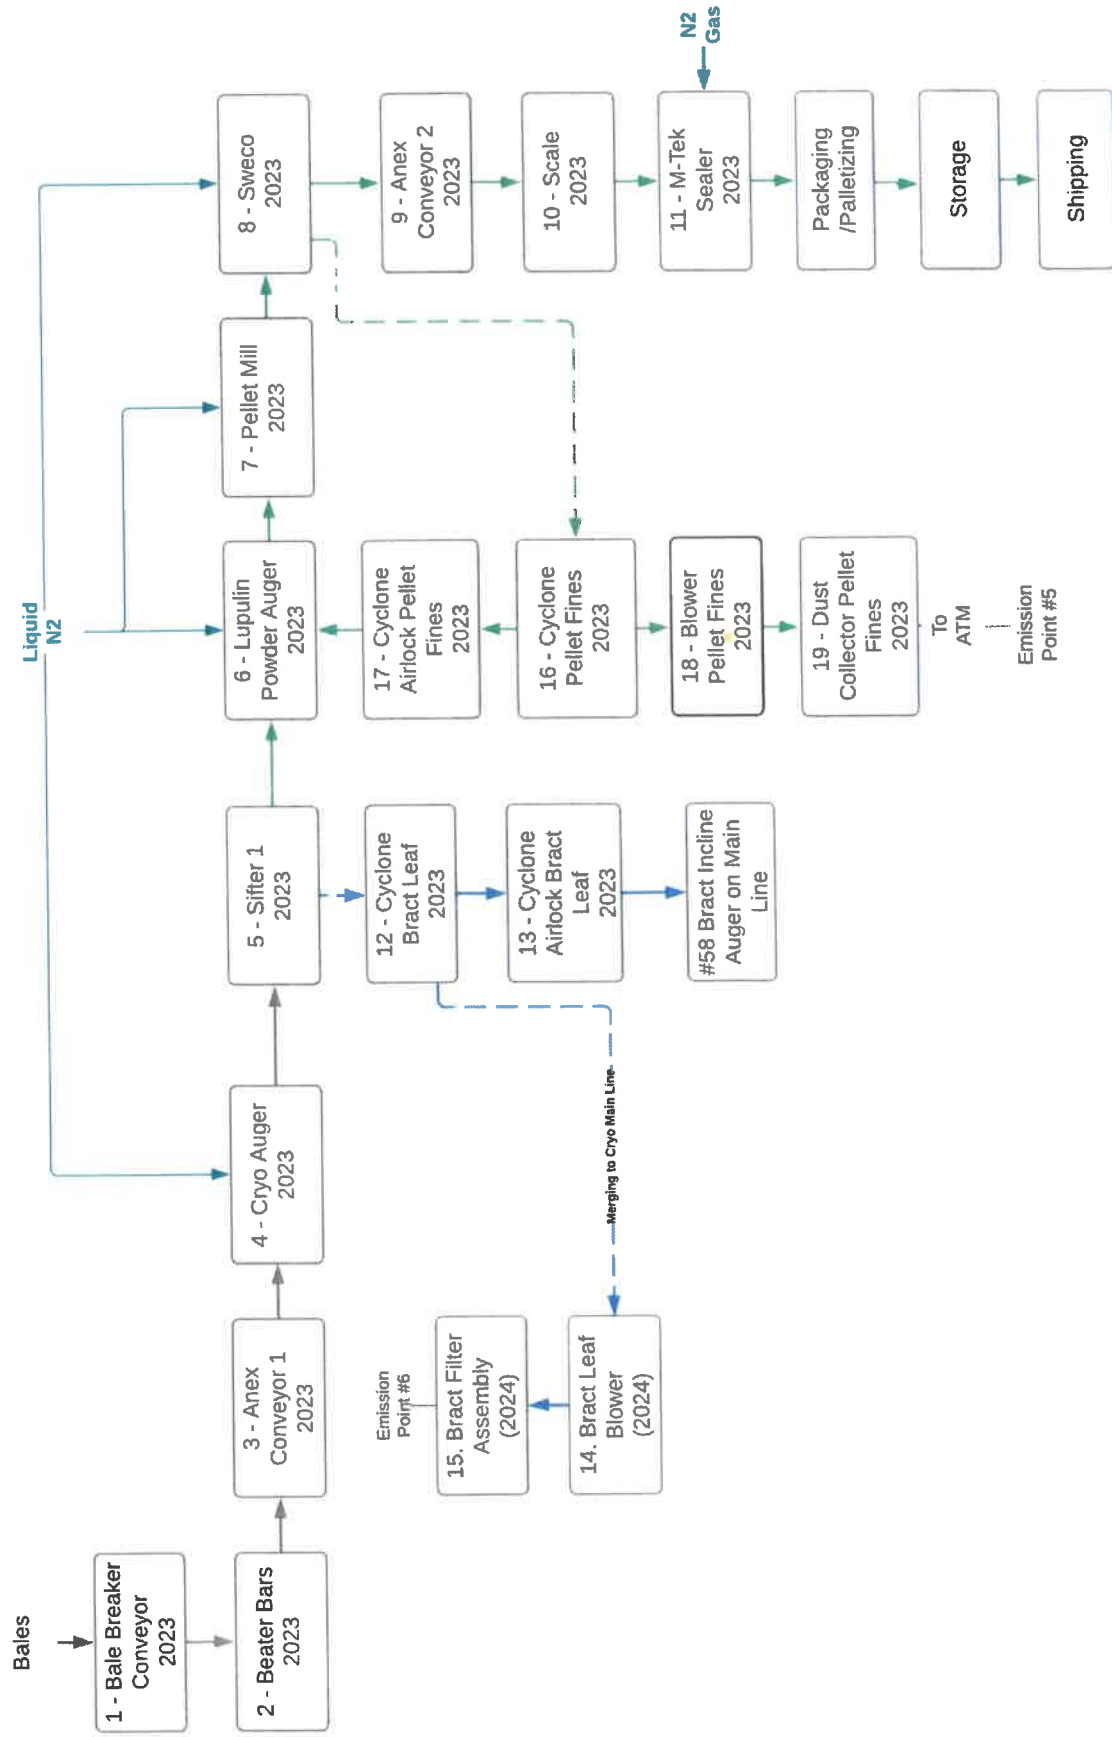 Bales
1 - Bale Breaker
Conveyor
2023
2 - Beater Bars
2023
3 - Anex
Conveyor 1
2023
4 - Cryo Auger
2023
5 - Sifter 1
2023
Liquid
N2
6 - Lupulin
Powder Auger
2023
7 - Pellet Mill
2023
8 - Sweco
2023
9 - Anex
Conveyor 2
2023
10 - Scale
2023
N2
Gas
11 - M-Tek
Sealer
2023
Packaging
/Palletizing
Storage
Shipping
12 - Cyclone
Bract Leaf
2023
13 - Cyclone
Airlock Bract
Leaf
2023
#58 Bract Incline
Auger on Main
Line
Merging to Cryo Main Line
14. Bract Leaf
Blower
(2024)
15. Bract Filter
Assembly
(2024)
Emission
Point #6
17 - Cyclone
Airlock Pellet
Fines
2023
16 - Cyclone
Pellet Fines
2023
18 - Blower
Pellet Fines
2023
19 - Dust
Collector Pellet
Fines
2023
To
ATM
Emission
Point #5